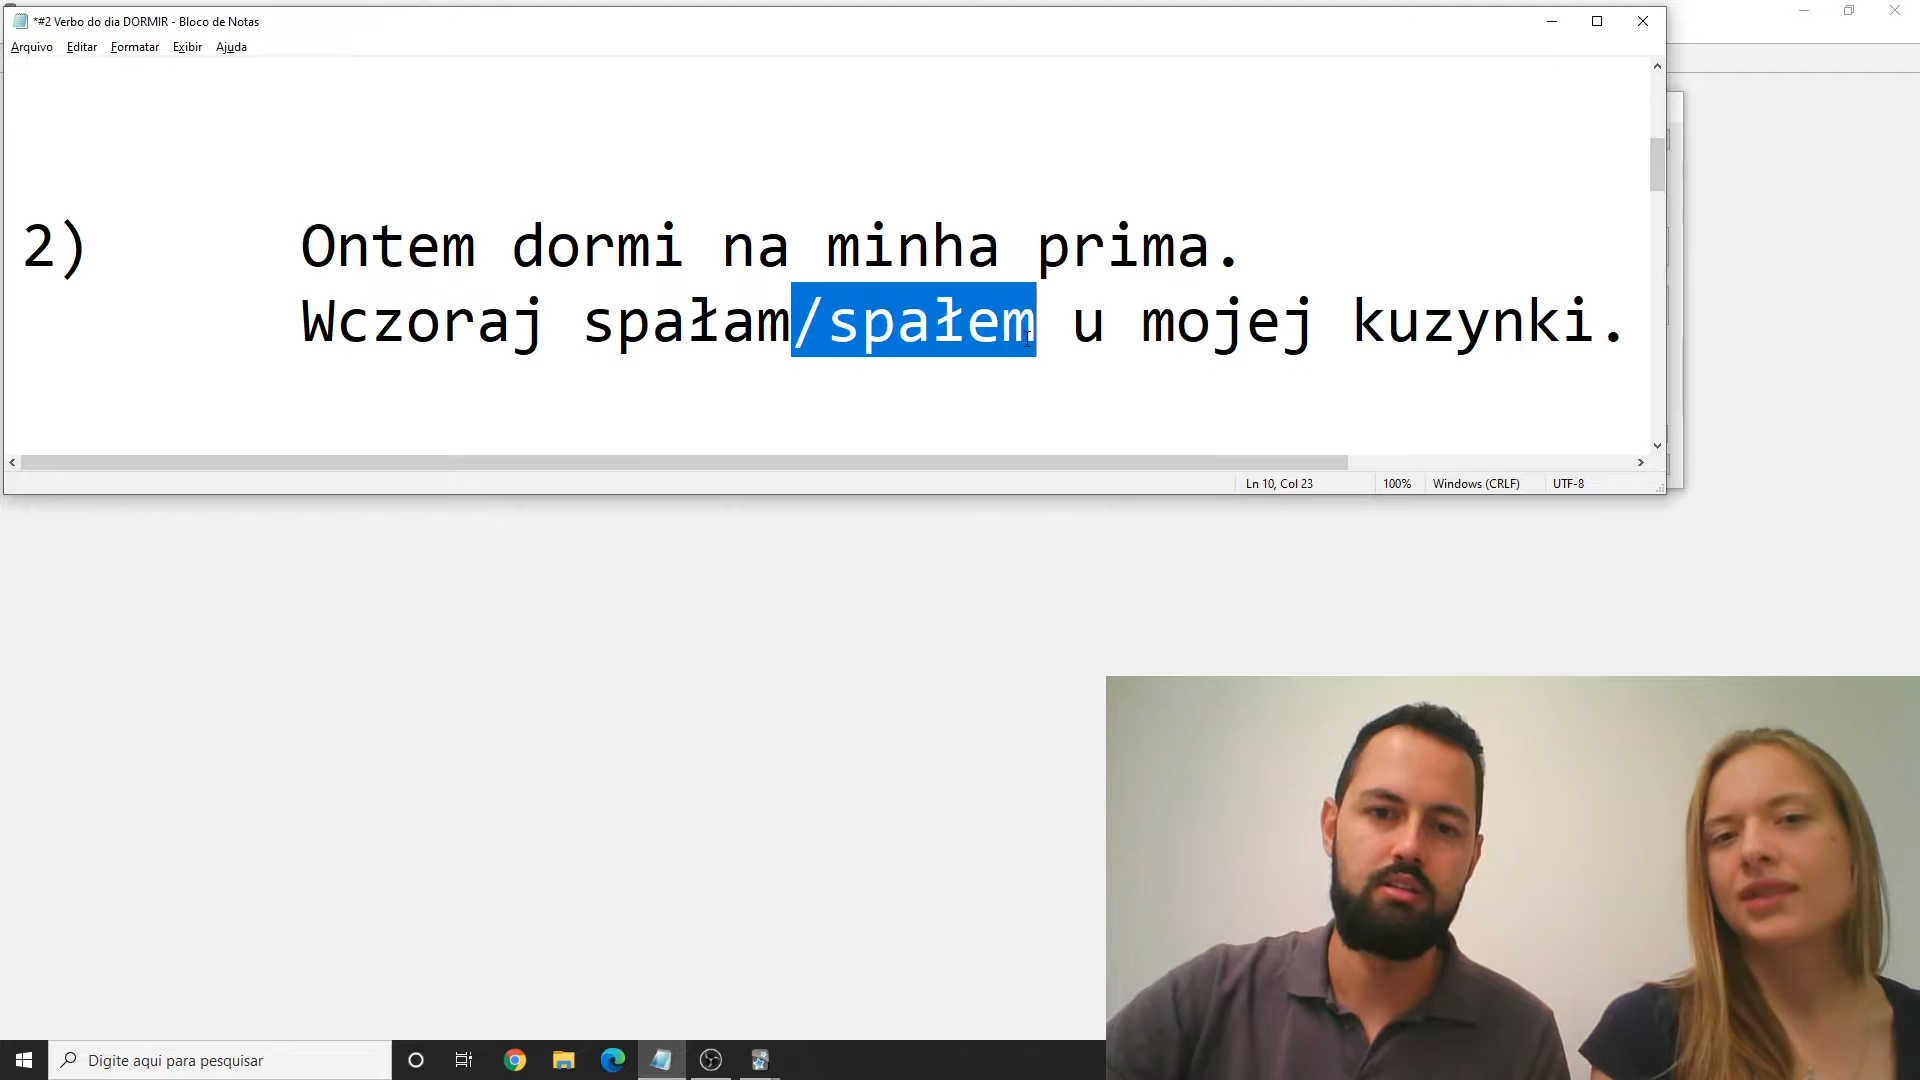 *#2 Verbo do dia DORMIR - Bloco de Notas
Arquivo Editar Formatar Exibir Ajuda
2) Ontem dormi na minha prima.
Wczoraj spałam/spałem u mojej kuzynki.
Ln 10, Col 23 100% Windows (CRLF) UTF-8
Digite aqui para pesquisar